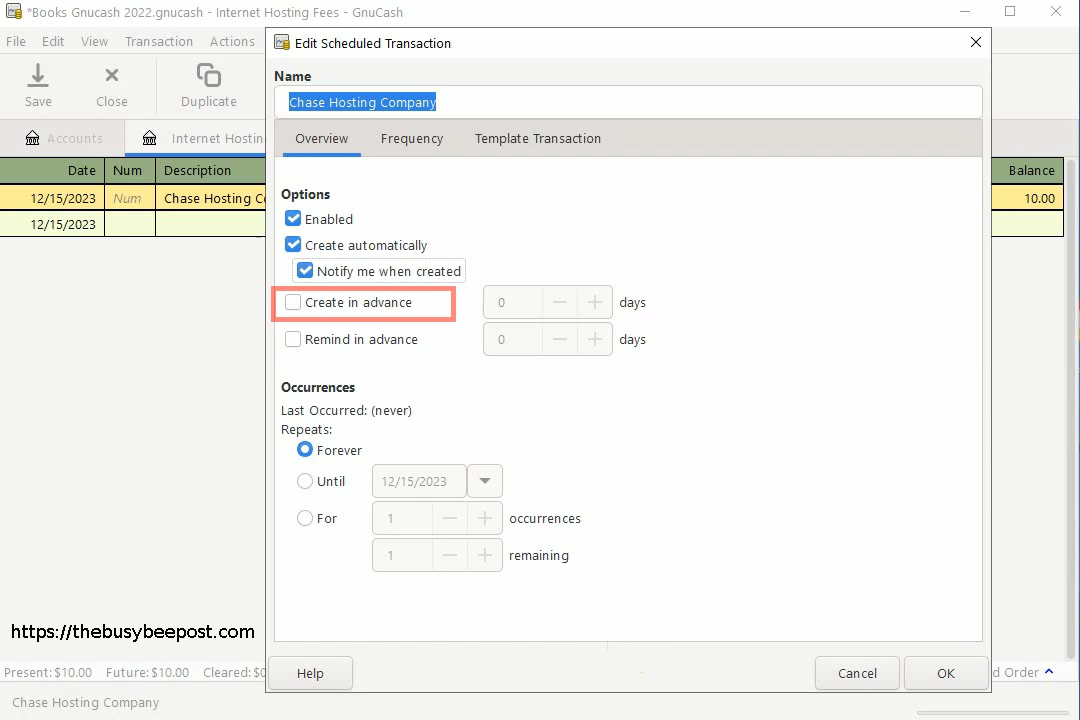 *Books Gnucash 2022.gnucash - Internet Hosting Fees - GnuCash
File Edit View Transaction Actions
Edit Scheduled Transaction
Save Close Duplicate
Name
Chase Hosting Company
Accounts Internet Hostin
Overview Frequency Template Transaction
Date Num Description Balance
12/15/2023 Num Chase Hosting Co 10.00
12/15/2023
Options
Enabled
Create automatically
Notify me when created
Create in advance 0 days
Remind in advance 0 days
Occurrences
Last Occurred: (never)
Repeats:
Forever
Until 12/15/2023
For 1 occurrences
1 remaining
https://thebusybeepost.com
Present: $10.00 Future: $10.00 Cleared: $0 d Order
Help Cancel OK
Chase Hosting Company